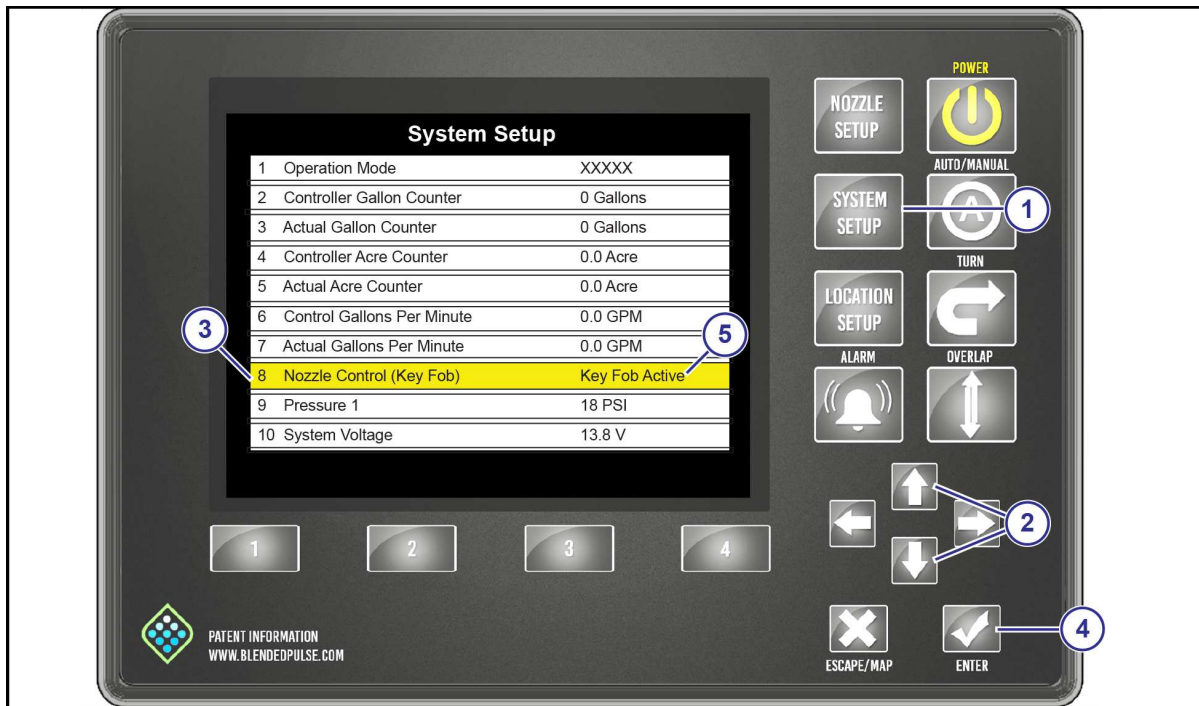 POWER
NOZZLE
SETUP
System Setup
1 Operation Mode XXXXX
AUTO/MANUAL
2 Controller Gallon Counter 0 Gallons
SYSTEM
SETUP
A
1
3 Actual Gallon Counter 0 Gallons
4 Controller Acre Counter 0.0 Acre
TURN
5 Actual Acre Counter 0.0 Acre
LOCATION
SETUP
6 Control Gallons Per Minute 0.0 GPM
3
5
7 Actual Gallons Per Minute 0.0 GPM
ALARM OVERLAP
8 Nozzle Control (Key Fob) Key Fob Active
9 Pressure 1 18 PSI
10 System Voltage 13.8 V
2
1 2 3 4
4
PATENT INFORMATION
WWW.BLENDEDPULSE.COM
ESCAPE/MAP ENTER